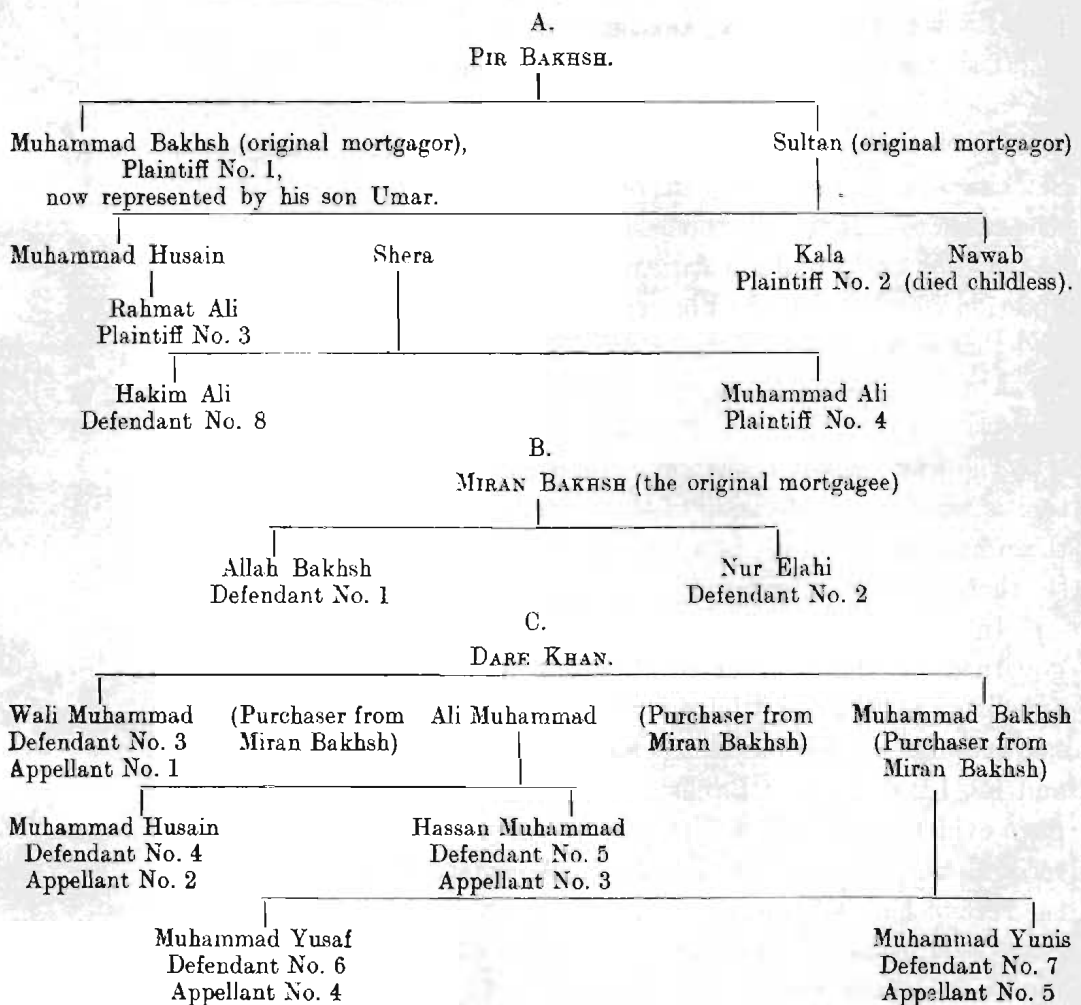 A.
PIR BAKHSH.
Muhammad Bakhsh (original mortgagor), Sultan (original mortgagor)
Plaintiff No. 1,
now represented by his son Umar.
Muhammad Husain Shera Kala Nawab
Plaintiff No. 2 (died childless).
Rahmat Ali
Plaintiff No. 3
Hakim Ali Muhammad Ali
Defendant No. 8 Plaintiff No. 4
B.
MIRAN BAKHSH (the original mortgagee)
Allah Bakhsh Nur Elahi
Defendant No. 1 Defendant No. 2
C.
DARE KHAN.
Wali Muhammad (Purchaser from Ali Muhammad (Purchaser from Muhammad Bakhsh
Defendant No. 3 Miran Bakhsh) Miran Bakhsh) (Purchaser from
Appellant No. 1 Miran Bakhsh)
Muhammad Husain Hassan Muhammad
Defendant No. 4 Defendant No. 5
Appellant No. 2 Appellant No. 3
Muhammad Yusaf Muhammad Yunis
Defendant No. 6 Defendant No. 7
Appellant No. 4 Appellant No. 5